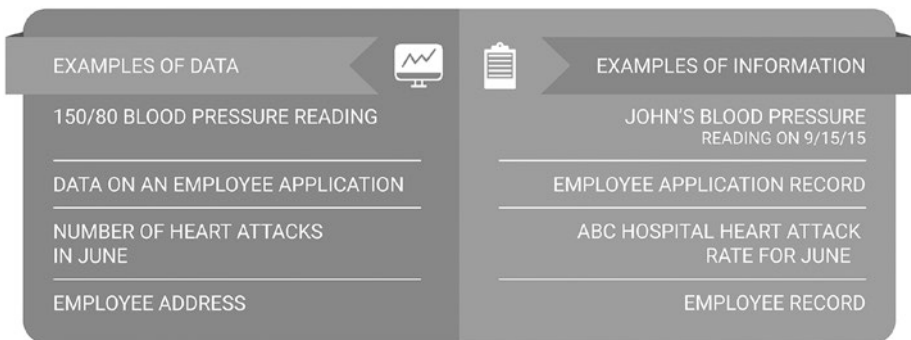 EXAMPLES OF DATA
150/80 BLOOD PRESSURE READING
DATA ON AN EMPLOYEE APPLICATION
NUMBER OF HEART ATTACKS
IN JUNE
EMPLOYEE ADDRESS
EXAMPLES OF INFORMATION
JOHN'S BLOOD PRESSURE
READING ON 9/15/15
EMPLOYEE APPLICATION RECORD
ABC HOSPITAL HEART ATTACK
RATE FOR JUNE
EMPLOYEE RECORD